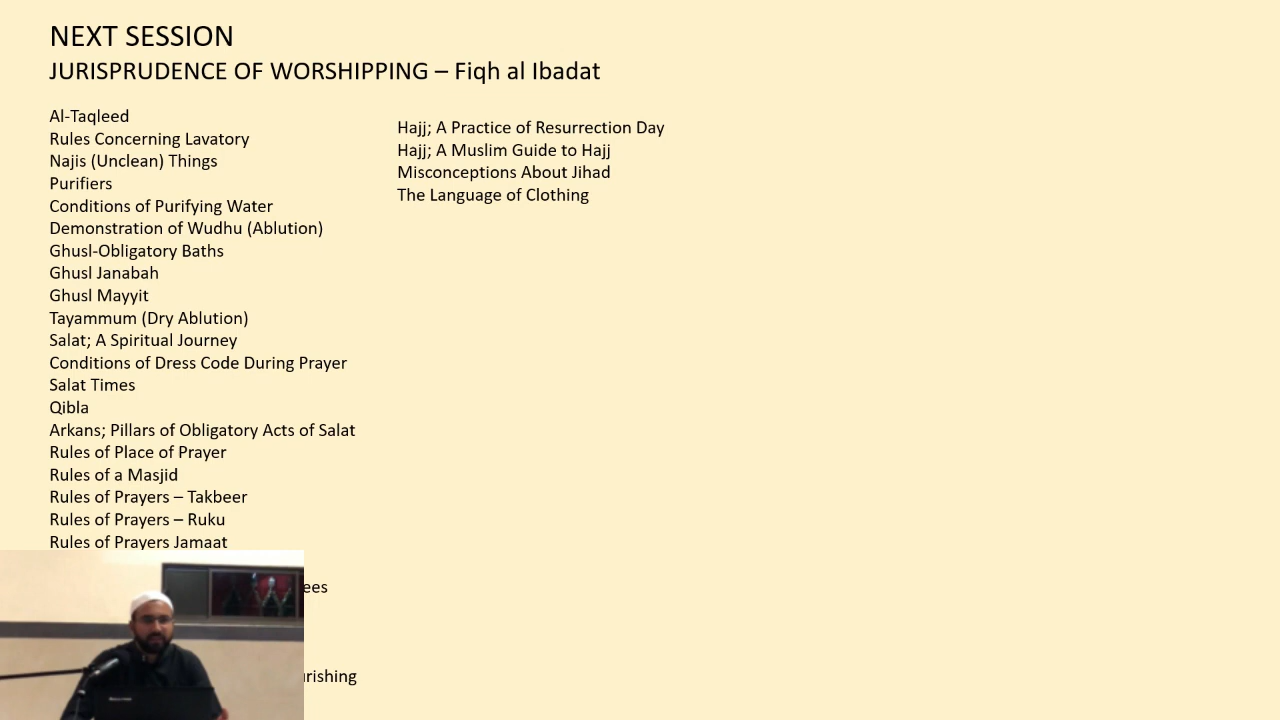 NEXT SESSION
JURISPRUDENCE OF WORSHIPPING – Fiqh al Ibadat
Al-Taqleed
Rules Concerning Lavatory
Najis (Unclean) Things
Purifiers
Conditions of Purifying Water
Demonstration of Wudhu (Ablution)
Ghusl-Obligatory Baths
Ghusl Janabah
Ghusl Mayyit
Tayammum (Dry Ablution)
Salat; A Spiritual Journey
Conditions of Dress Code During Prayer
Salat Times
Qibla
Arkans; Pillars of Obligatory Acts of Salat
Rules of Place of Prayer
Rules of a Masjid
Rules of Prayers – Takbeer
Rules of Prayers – Ruku
Rules of Prayers Jamaat
Hajj; A Practice of Resurrection Day
Hajj; A Muslim Guide to Hajj
Misconceptions About Jihad
The Language of Clothing